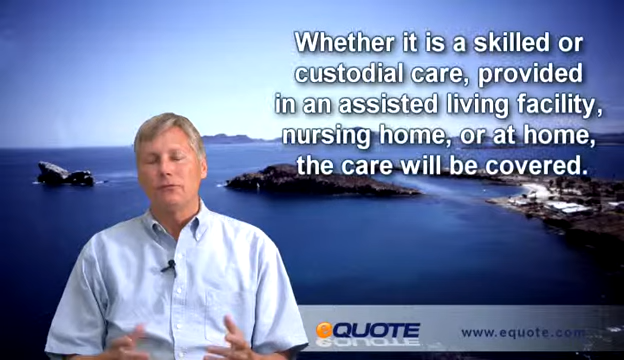 Whether it is a skilled or
custodial care, provided
in an assisted living facility,
nursing home, or at home,
the care will be covered.
eQUOTE
www.equote.com